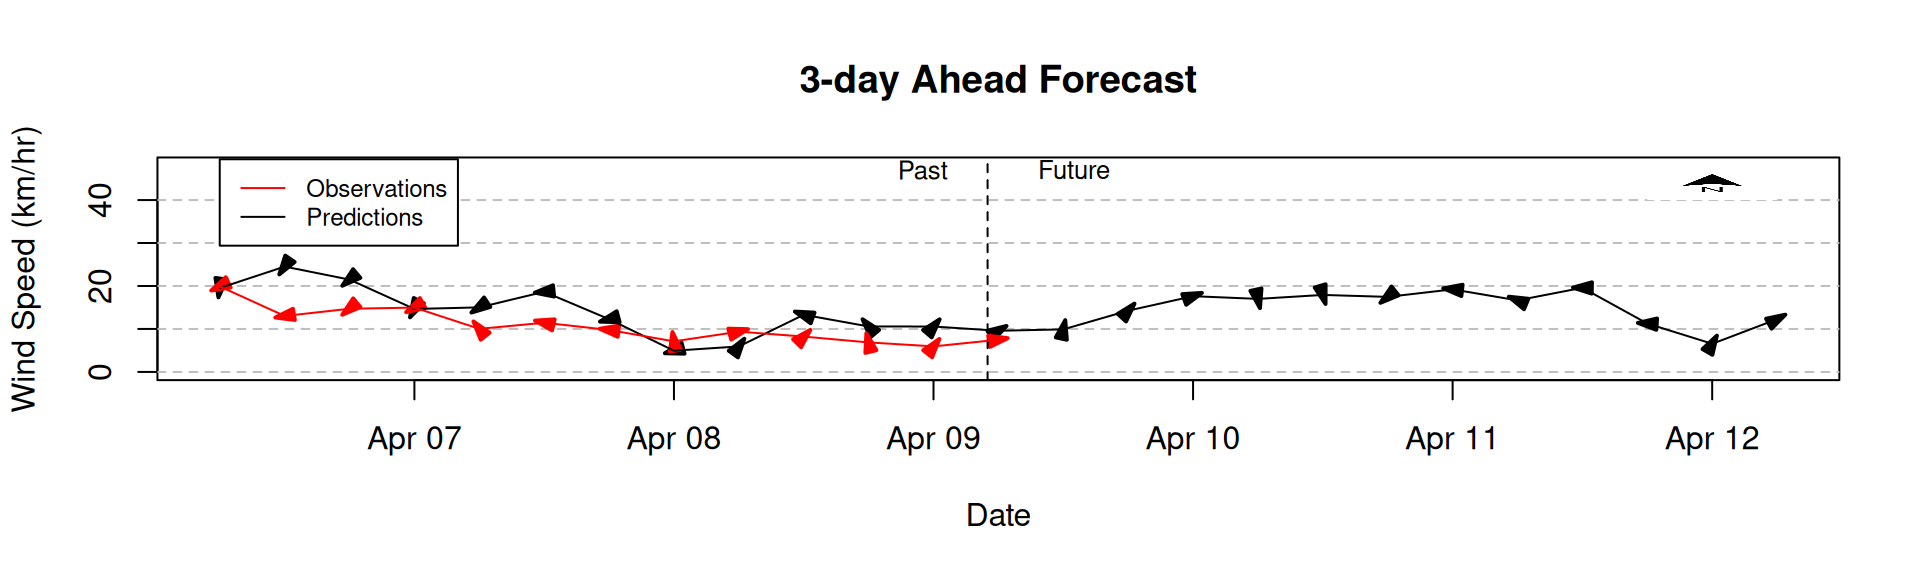 3-day Ahead Forecast
Wind Speed (km/hr)
40
20
0
Observations
Predictions
Past
Future
N
Apr 07
Apr 08
Apr 09
Apr 10
Apr 11
Apr 12
Date